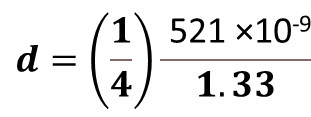 d = (1/4) 521 ×10⁻⁹ / 1.33